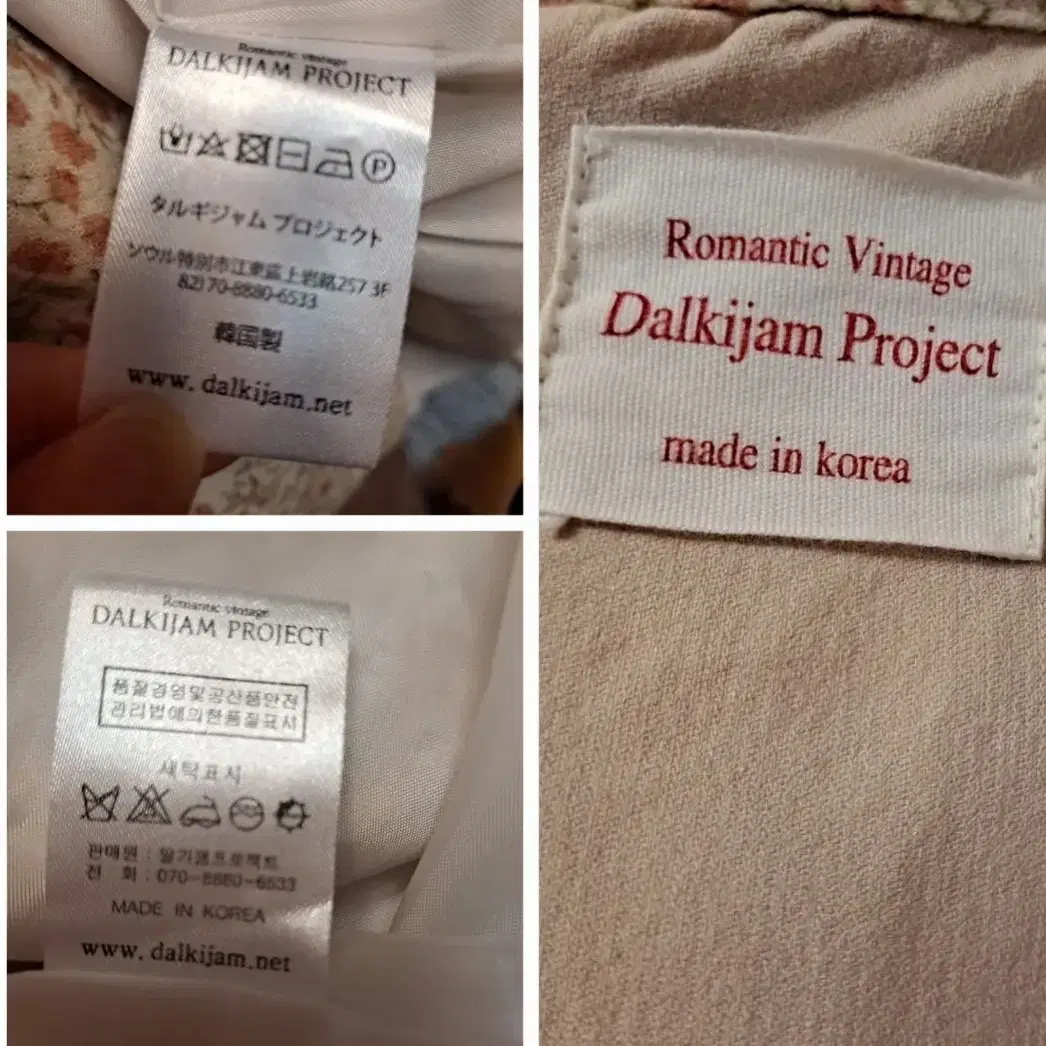 Romantic vintage
DALKIJAM PROJECT
P
タルギジャム プロジェクト
ソウル特別市江東区上岩路257 3F
82)70-8880-6533
韓国製
www. dalkijam.net
Romantic Vintage
Dalkijam Project
made in korea
Romantic vintage
DALKIJAM PROJECT
품질경영및공산품안전
관리법에의한품질표시
세탁표시
판매원 : 딸기잼프로젝트
전 화 : 070-8880-6533
MADE IN KOREA
www. dalkijam.net